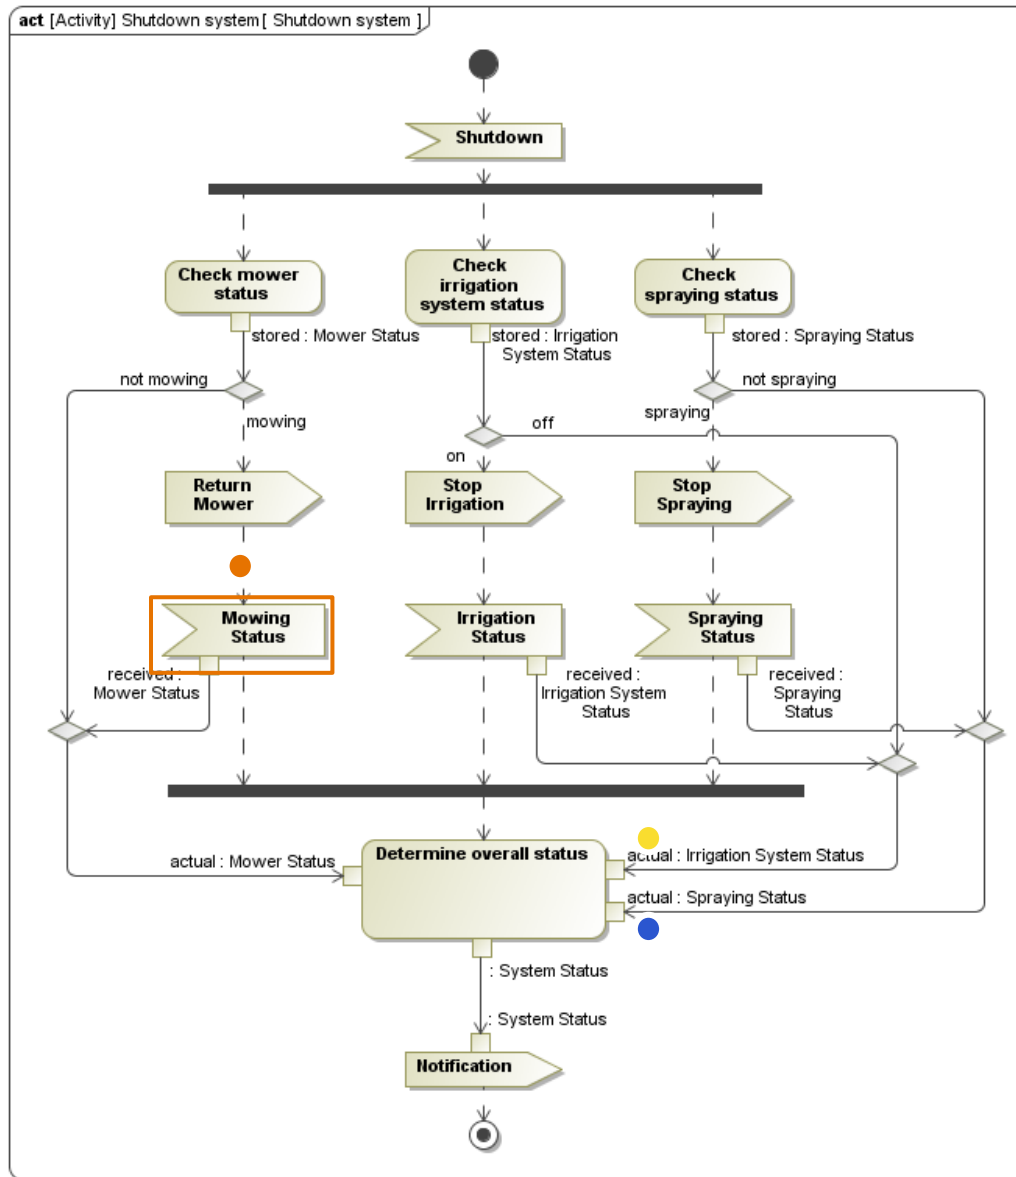 act [Activity] Shutdown system[ Shutdown system ]
Shutdown
Check mower
status
Check
irrigation
system status
Check
spraying status
stored : Mower Status
stored : Irrigation
System Status
stored : Spraying Status
not mowing
mowing
off
on
spraying
not spraying
Return
Mower
Stop
Irrigation
Stop
Spraying
Mowing
Status
Irrigation
Status
Spraying
Status
received :
Mower Status
received :
Irrigation System
Status
received :
Spraying
Status
Determine overall status
actual : Mower Status
actual : Irrigation System Status
actual : Spraying Status
: System Status
: System Status
Notification